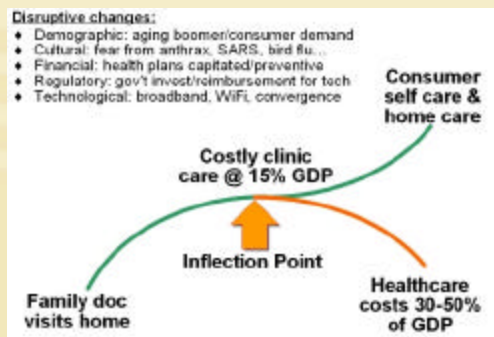 Disruptive changes:
♦ Demographic: aging boomer/consumer demand
♦ Cultural: fear from anthrax, SARS, bird flu...
♦ Financial: health plans capitated/preventive
♦ Regulatory: gov't invest/reimbursement for tech
♦ Technological: broadband, WiFi, convergence
Consumer
self care &
home care
Costly clinic
care @ 15% GDP
Inflection Point
Family doc
visits home
Healthcare
costs 30-50%
of GDP